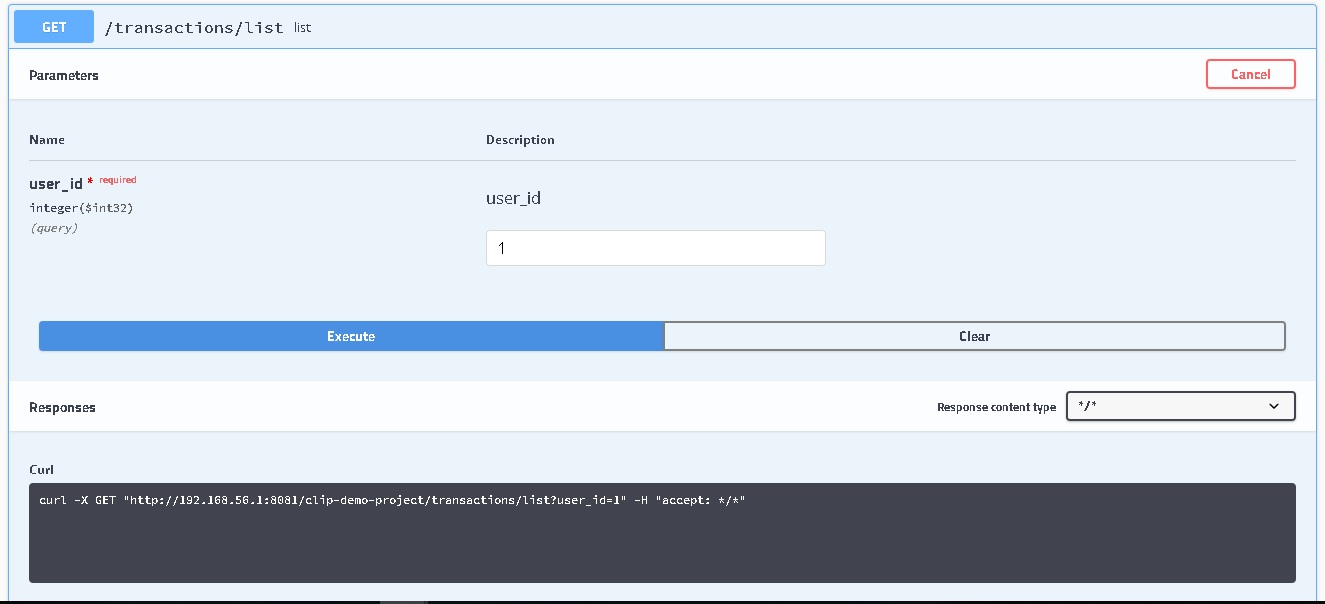 GET /transactions/list list
Parameters
Cancel
Name
Description
user_id * required
integer($int32)
(query)
user_id
1
Execute
Clear
Responses
Response content type
*/*
Curl
curl -X GET "http://192.168.56.1:8081/clip-demo-project/transactions/list?user_id=1" -H "accept: */*"